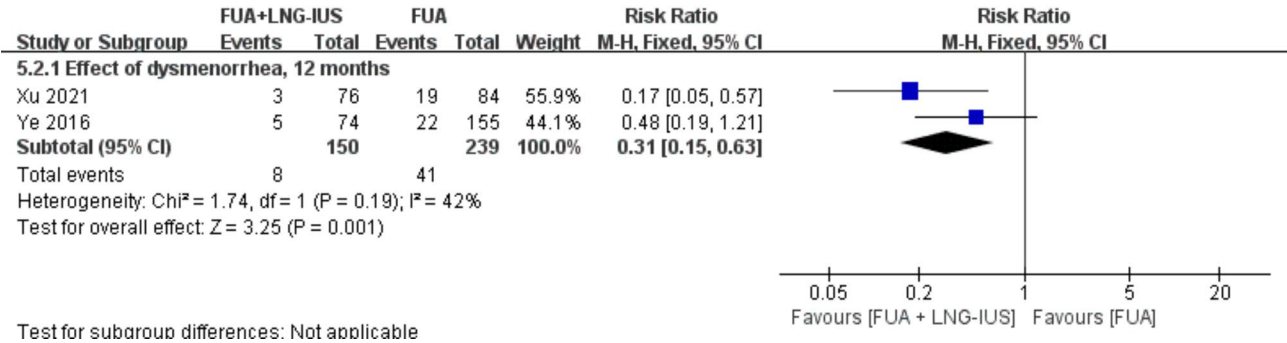 FUA+LNG-IUS FUA Risk Ratio Risk Ratio
Study or Subgroup Events Total Events Total Weight M-H, Fixed, 95% CI M-H, Fixed, 95% CI
5.2.1 Effect of dysmenorrhea, 12 months
Xu 2021 3 76 19 84 55.9% 0.17 [0.05, 0.57]
Ye 2016 5 74 22 155 44.1% 0.48 [0.19, 1.21]
Subtotal (95% CI) 150 239 100.0% 0.31 [0.15, 0.63]
Total events 8 41
Heterogeneity: Chi² = 1.74, df = 1 (P = 0.19); I² = 42%
Test for overall effect: Z = 3.25 (P = 0.001)
0.05 0.2 1 5 20
Favours [FUA + LNG-IUS] Favours [FUA]
Test for subgroup differences: Not applicable